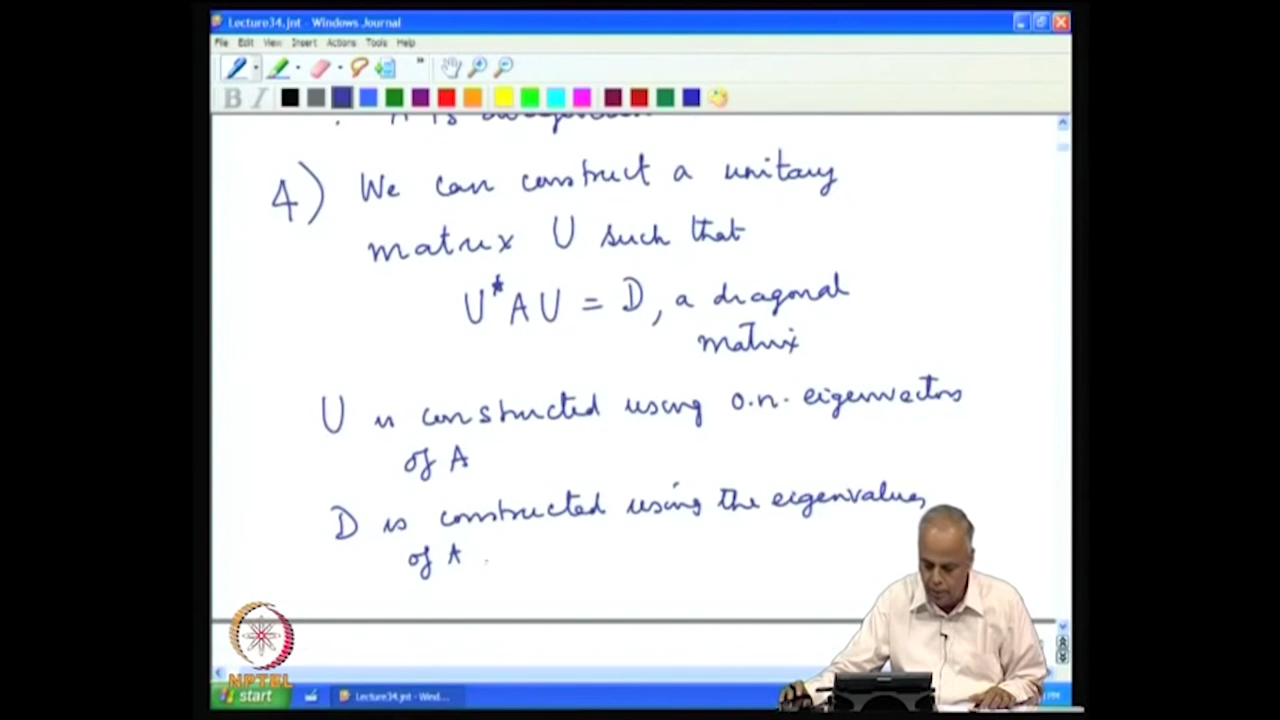 Lecture34.jnt - Windows Journal
File Edit View Insert Actions Tools Help
B I
A is
4) We can construct a unitary
matrix U such that
U*AU = D, a diagonal
matrix
U is constructed using o.n. eigenvectors
of A
D is constructed using the eigenvalues
of A
NPTEL
start Lecture34.jnt - Wind...